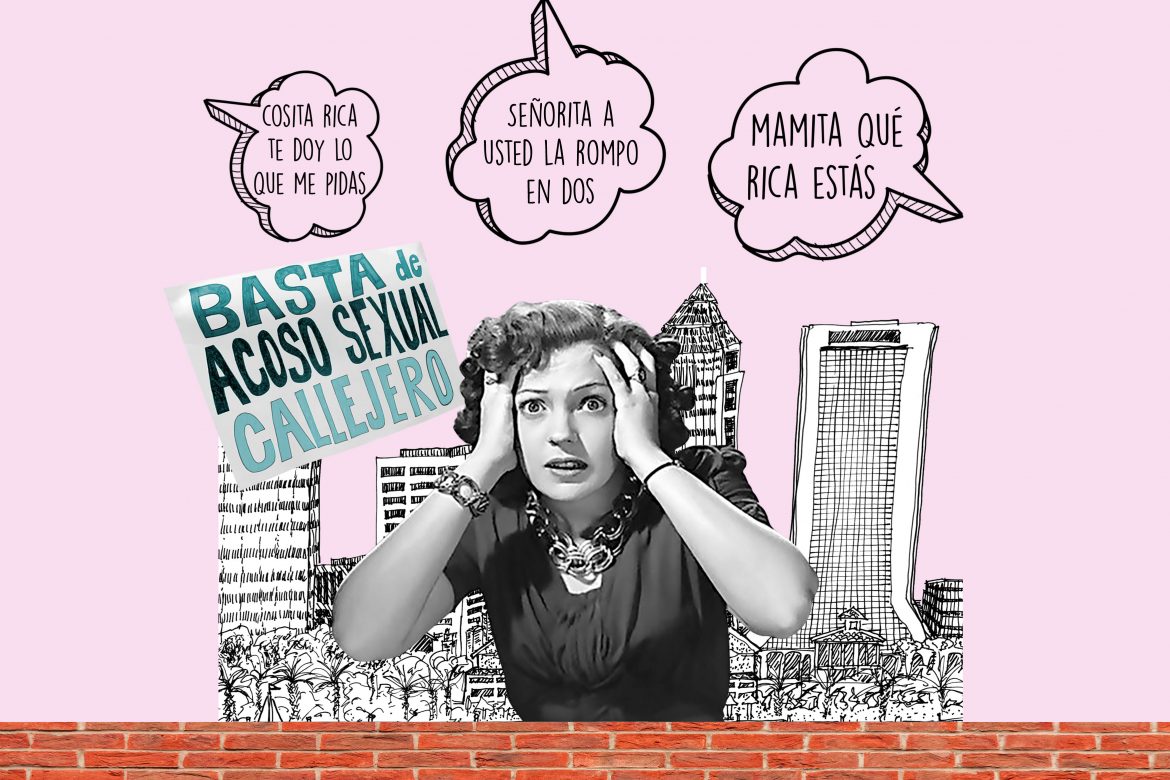 COSITA RICA
TE DOY LO
QUE ME PIDAS
SEÑORITA A
USTED LA ROMPO
EN DOS
MAMITA QUÉ
RICA ESTÁS
BASTA de
ACOSO SEXUAL
CALLEJERO